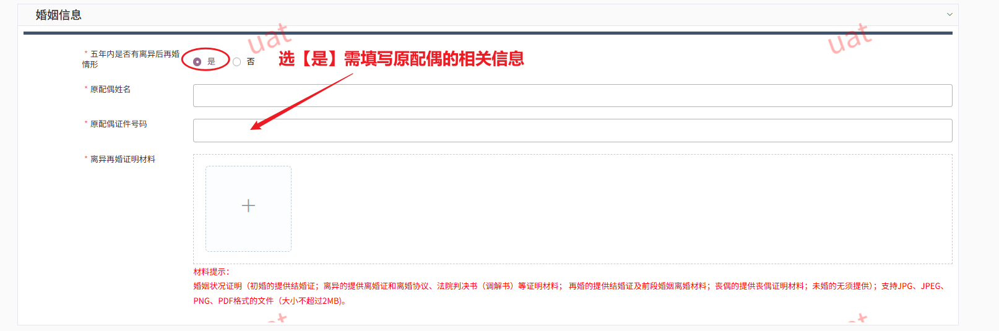 婚姻信息
uat
uat
* 五年内是否有离异后再婚
情形
是
否
选【是】需填写原配偶的相关信息
* 原配偶姓名
* 原配偶证件号码
* 离异再婚证明材料
材料提示：
婚姻状况证明（初婚的提供结婚证；离异的提供离婚证和离婚协议、法院判决书（调解书）等证明材料； 再婚的提供结婚证及前段婚姻离婚材料；丧偶的提供丧偶证明材料；未婚的无须提供）；支持JPG、JPEG、
PNG、PDF格式的文件（大小不超过2MB)。
uat
uat